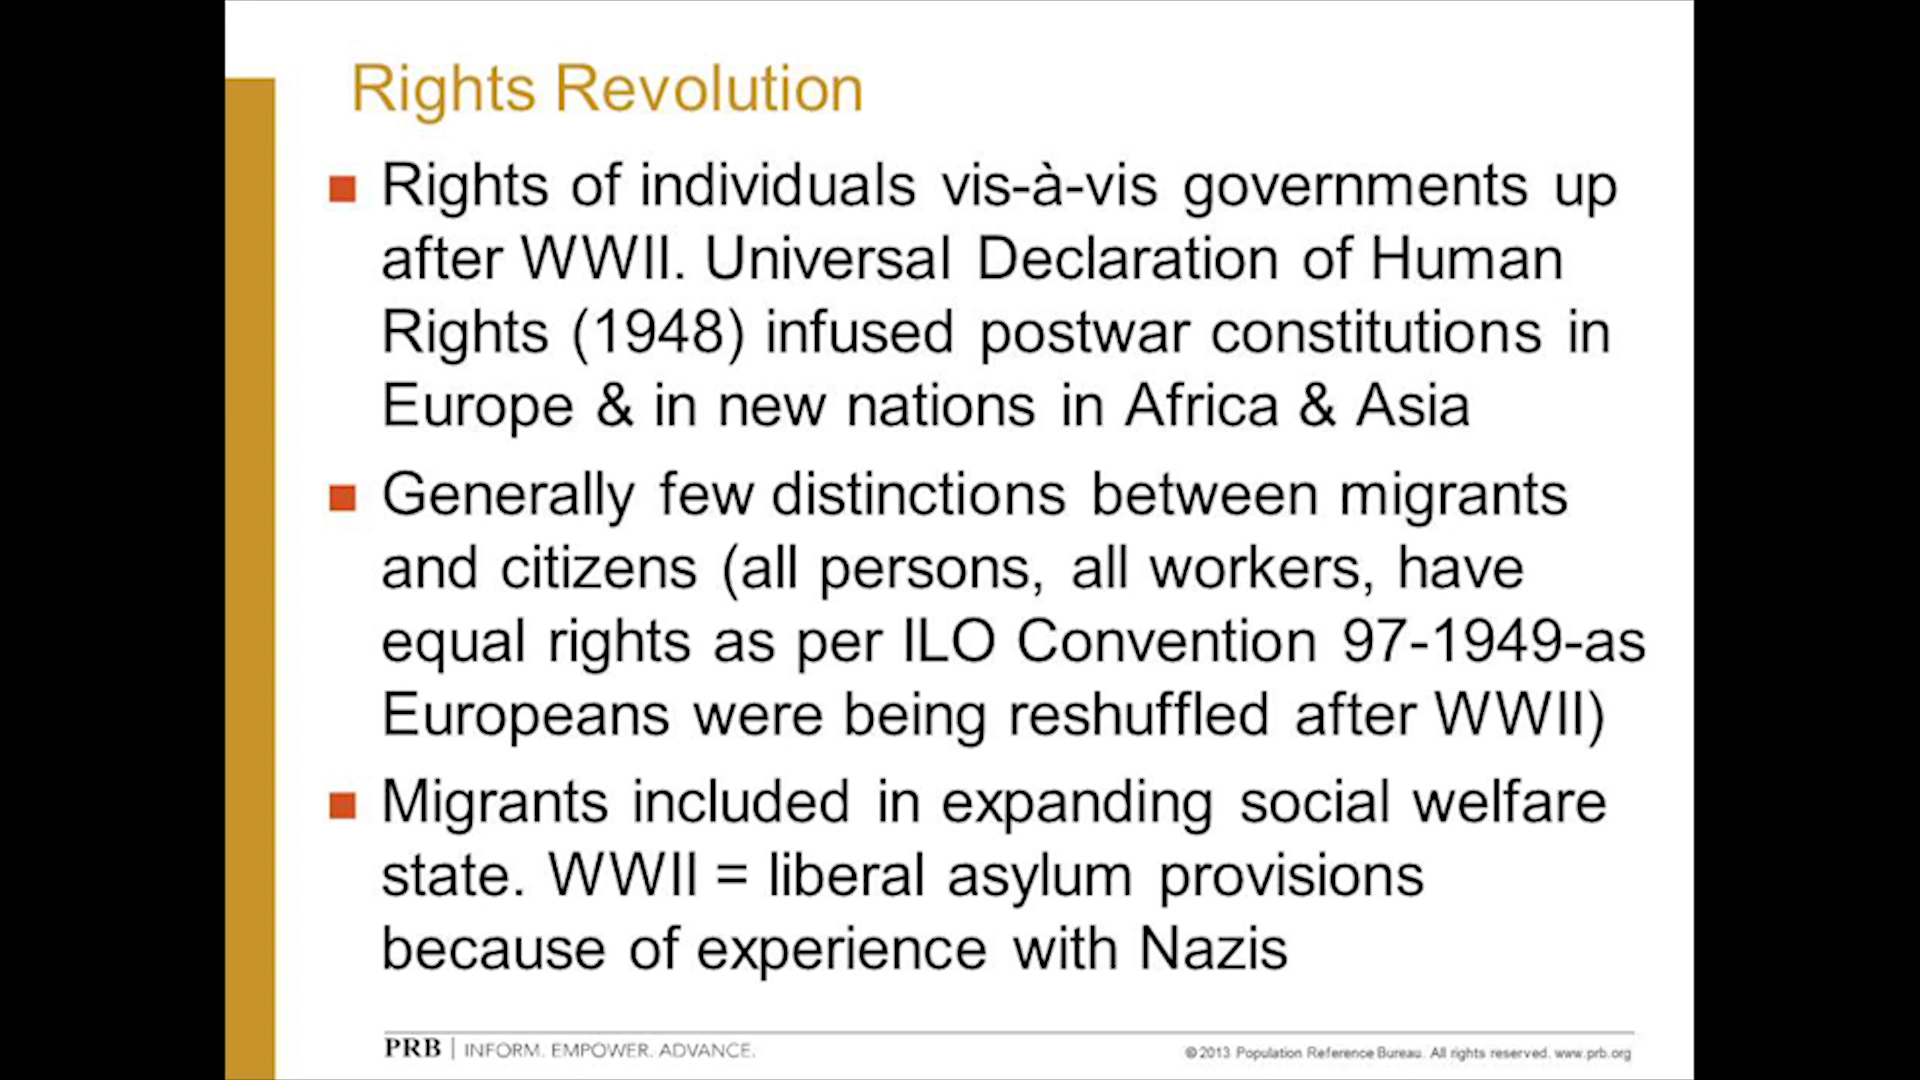 Rights Revolution
Rights of individuals vis-à-vis governments up
after WWII. Universal Declaration of Human
Rights (1948) infused postwar constitutions in
Europe & in new nations in Africa & Asia
Generally few distinctions between migrants
and citizens (all persons, all workers, have
equal rights as per ILO Convention 97-1949-as
Europeans were being reshuffled after WWII)
Migrants included in expanding social welfare
state. WWII = liberal asylum provisions
because of experience with Nazis
PRB | INFORM. EMPOWER. ADVANCE.
© 2013 Population Reference Bureau. All rights reserved. www.prb.org